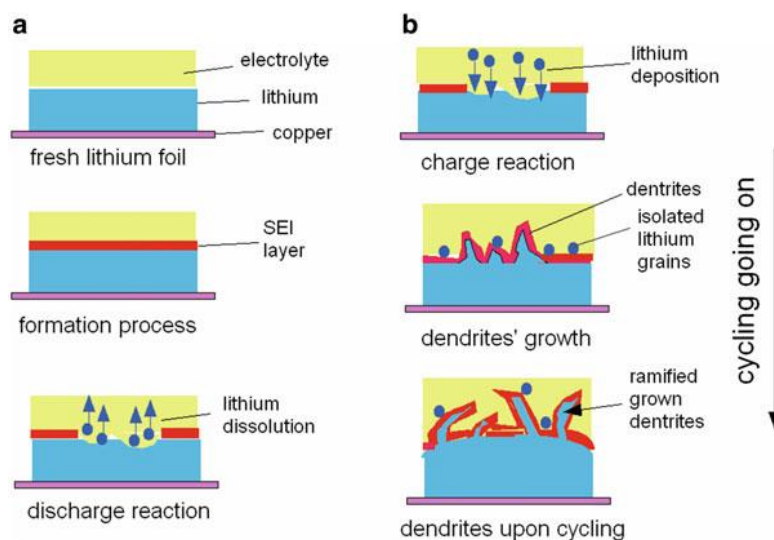 a
electrolyte
lithium
copper
fresh lithium foil
SEI
layer
formation process
lithium
dissolution
discharge reaction
b
lithium
deposition
charge reaction
dentrites
isolated
lithium
grains
dendrites' growth
ramified
grown
dendrites
dendrites upon cycling
cycling going on